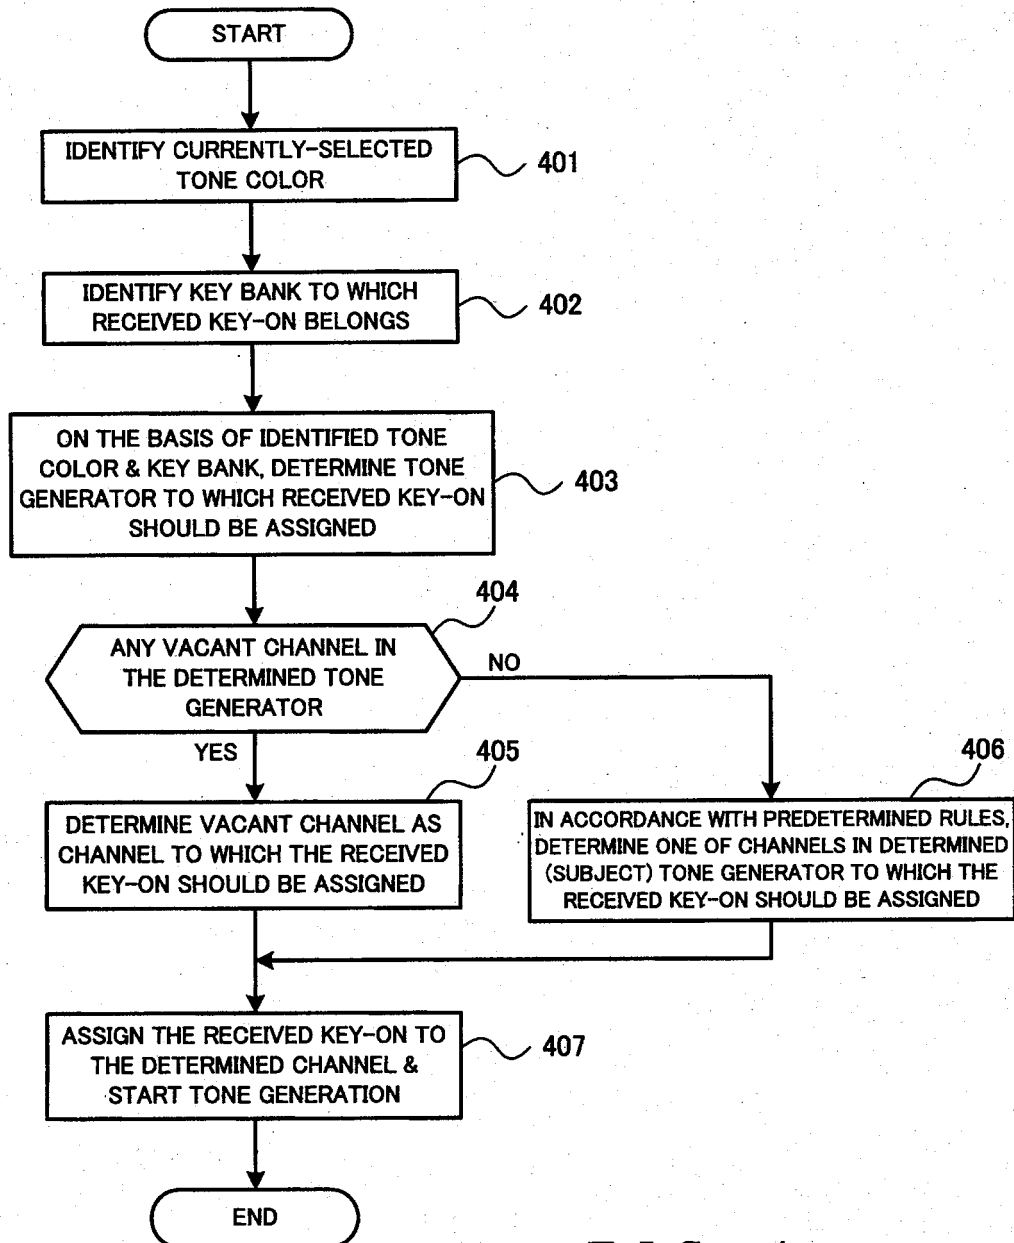 START
IDENTIFY CURRENTLY-SELECTED
TONE COLOR
401
IDENTIFY KEY BANK TO WHICH
RECEIVED KEY-ON BELONGS
402
ON THE BASIS OF IDENTIFIED TONE
COLOR & KEY BANK, DETERMINE TONE
GENERATOR TO WHICH RECEIVED KEY-ON
SHOULD BE ASSIGNED
403
404
ANY VACANT CHANNEL IN
THE DETERMINED TONE
GENERATOR
NO
YES
405
DETERMINE VACANT CHANNEL AS
CHANNEL TO WHICH THE RECEIVED
KEY-ON SHOULD BE ASSIGNED
406
IN ACCORDANCE WITH PREDETERMINED RULES,
DETERMINE ONE OF CHANNELS IN DETERMINED
(SUBJECT) TONE GENERATOR TO WHICH THE
RECEIVED KEY-ON SHOULD BE ASSIGNED
ASSIGN THE RECEIVED KEY-ON TO
THE DETERMINED CHANNEL &
START TONE GENERATION
407
END